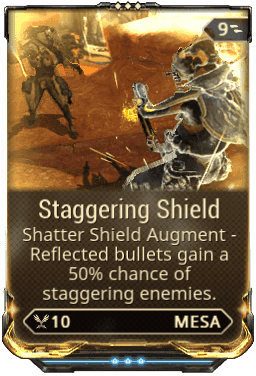 9
Staggering Shield
Shatter Shield Augment -
Reflected bullets gain a
50% chance of
staggering enemies.
10 MESA